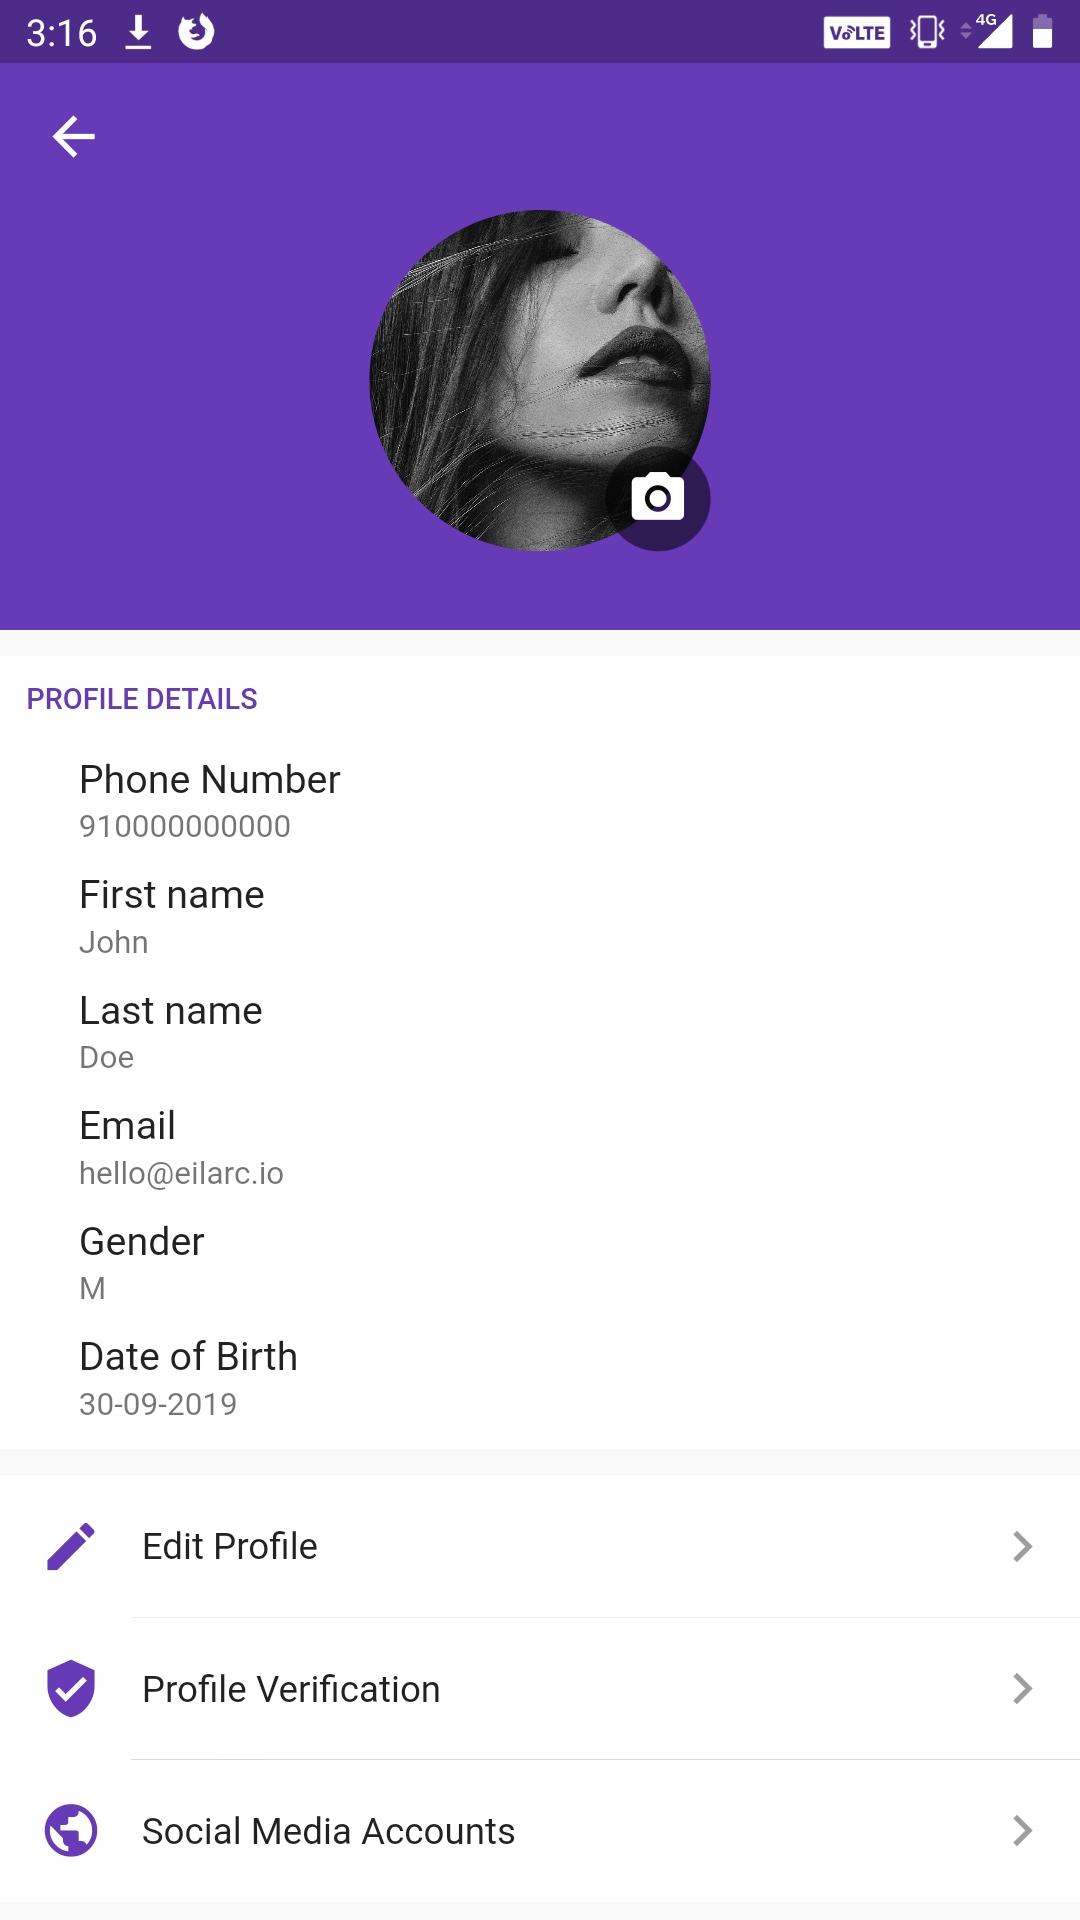 3:16 VoLTE 4G
PROFILE DETAILS
Phone Number
910000000000
First name
John
Last name
Doe
Email
hello@eilarc.io
Gender
M
Date of Birth
30-09-2019
Edit Profile
Profile Verification
Social Media Accounts